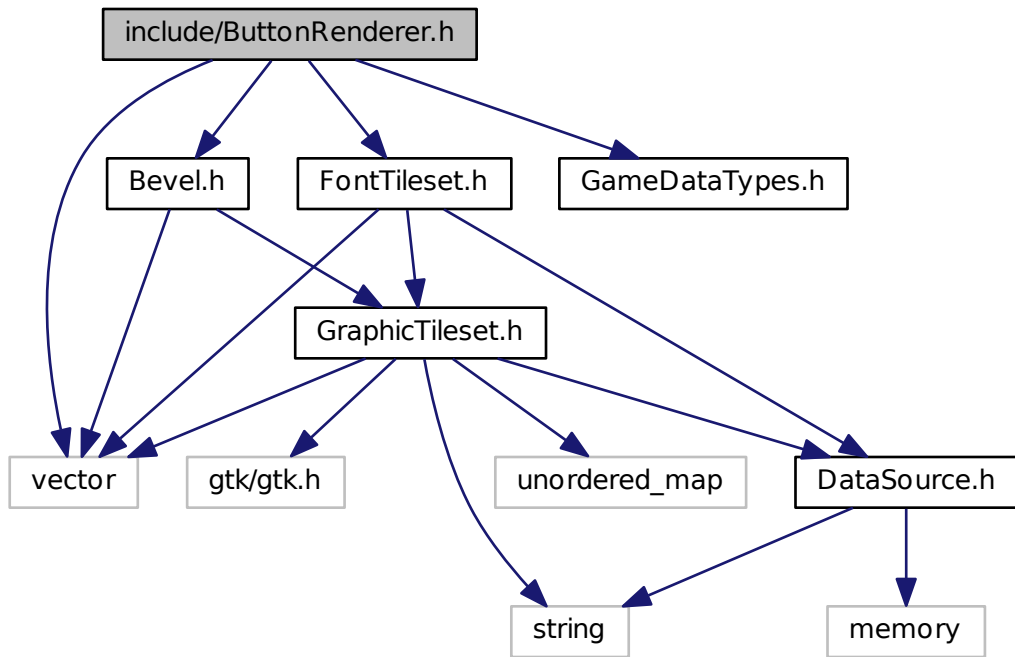 include/ButtonRenderer.h
Bevel.h
FontTileset.h
GameDataTypes.h
GraphicTileset.h
vector
gtk/gtk.h
unordered_map
DataSource.h
string
memory